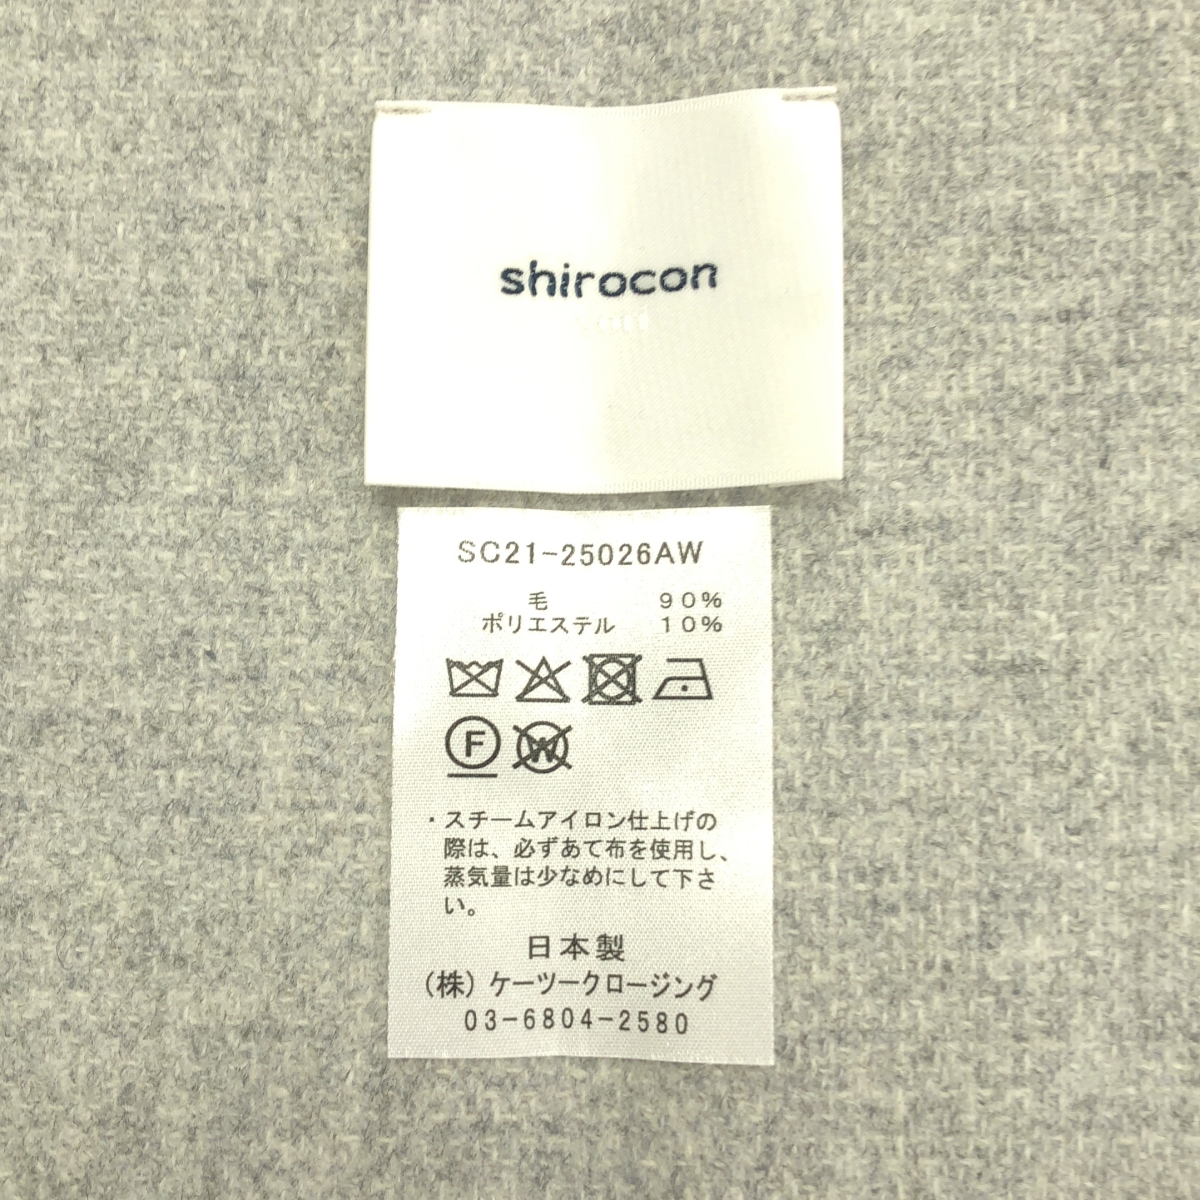 shirocon
SC21-25026AW
毛 90%
ポリエステル 10%
F
W
・スチームアイロン仕上げの
際は、必ずあて布を使用し、
蒸気量は少なめにして下さ
い。
日本製
(株)ケーツークロージング
03-6804-2580